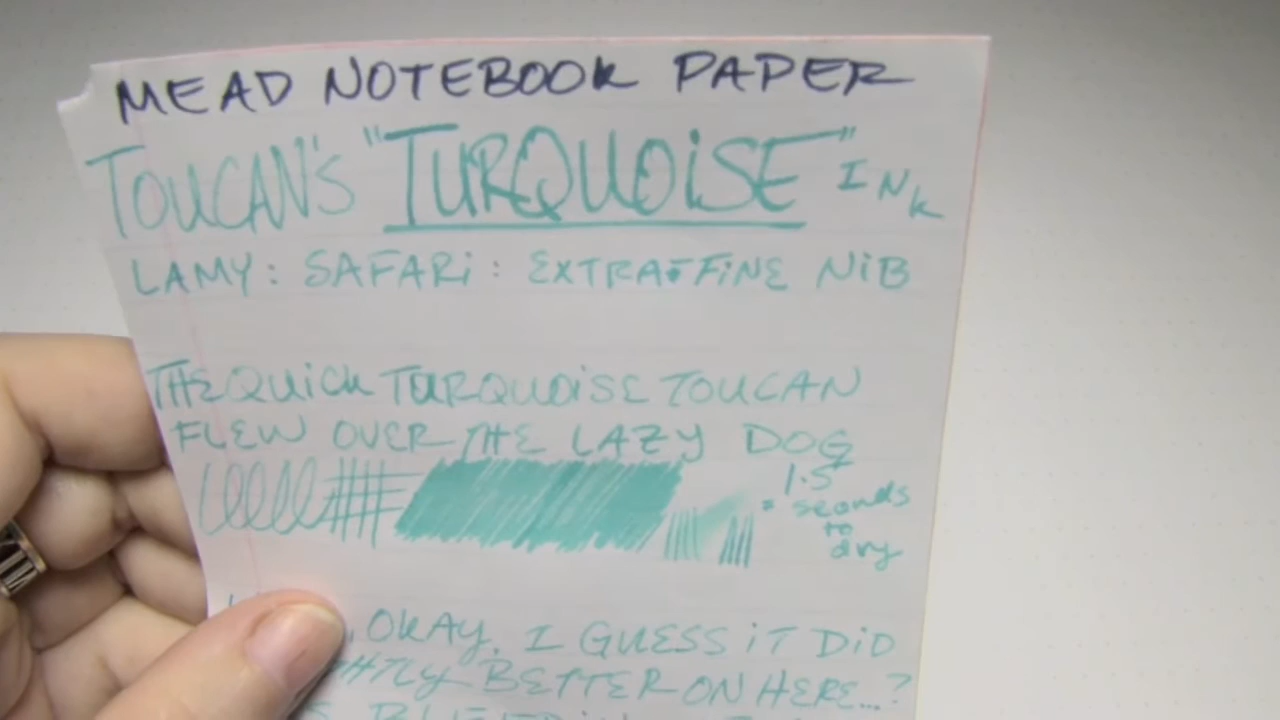 MEAD NOTEBOOK PAPER
TOUCAN'S "TURQUOISE" INK
LAMY: SAFARI: EXTRA-FINE NIB
THE QUICK TURQUOISE TOUCAN
FLEW OVER THE LAZY DOG
= 1.5
seconds
to
dry
OKAY. I GUESS IT DID
BETTER ON HERE...?